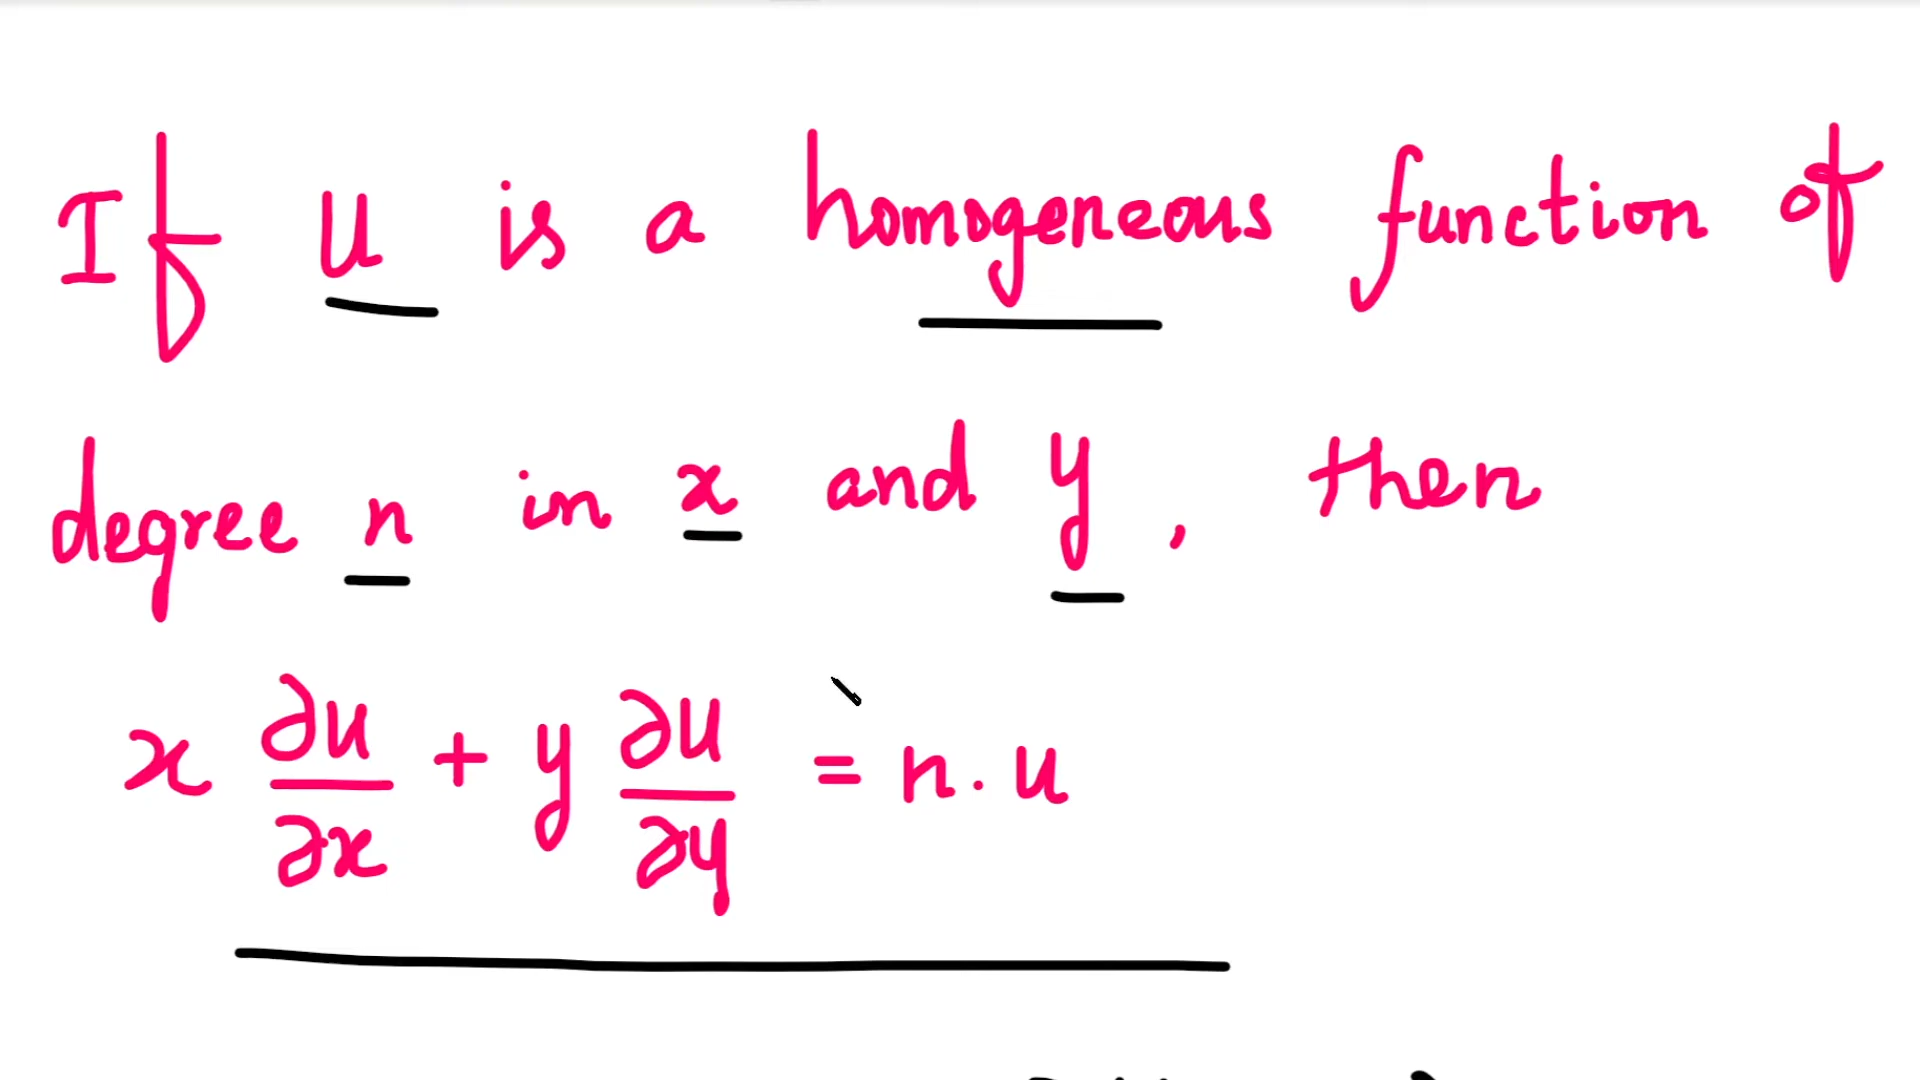 If u is a homogeneous function of
degree n in x and y, then
x ∂u/∂x + y ∂u/∂y = n . u